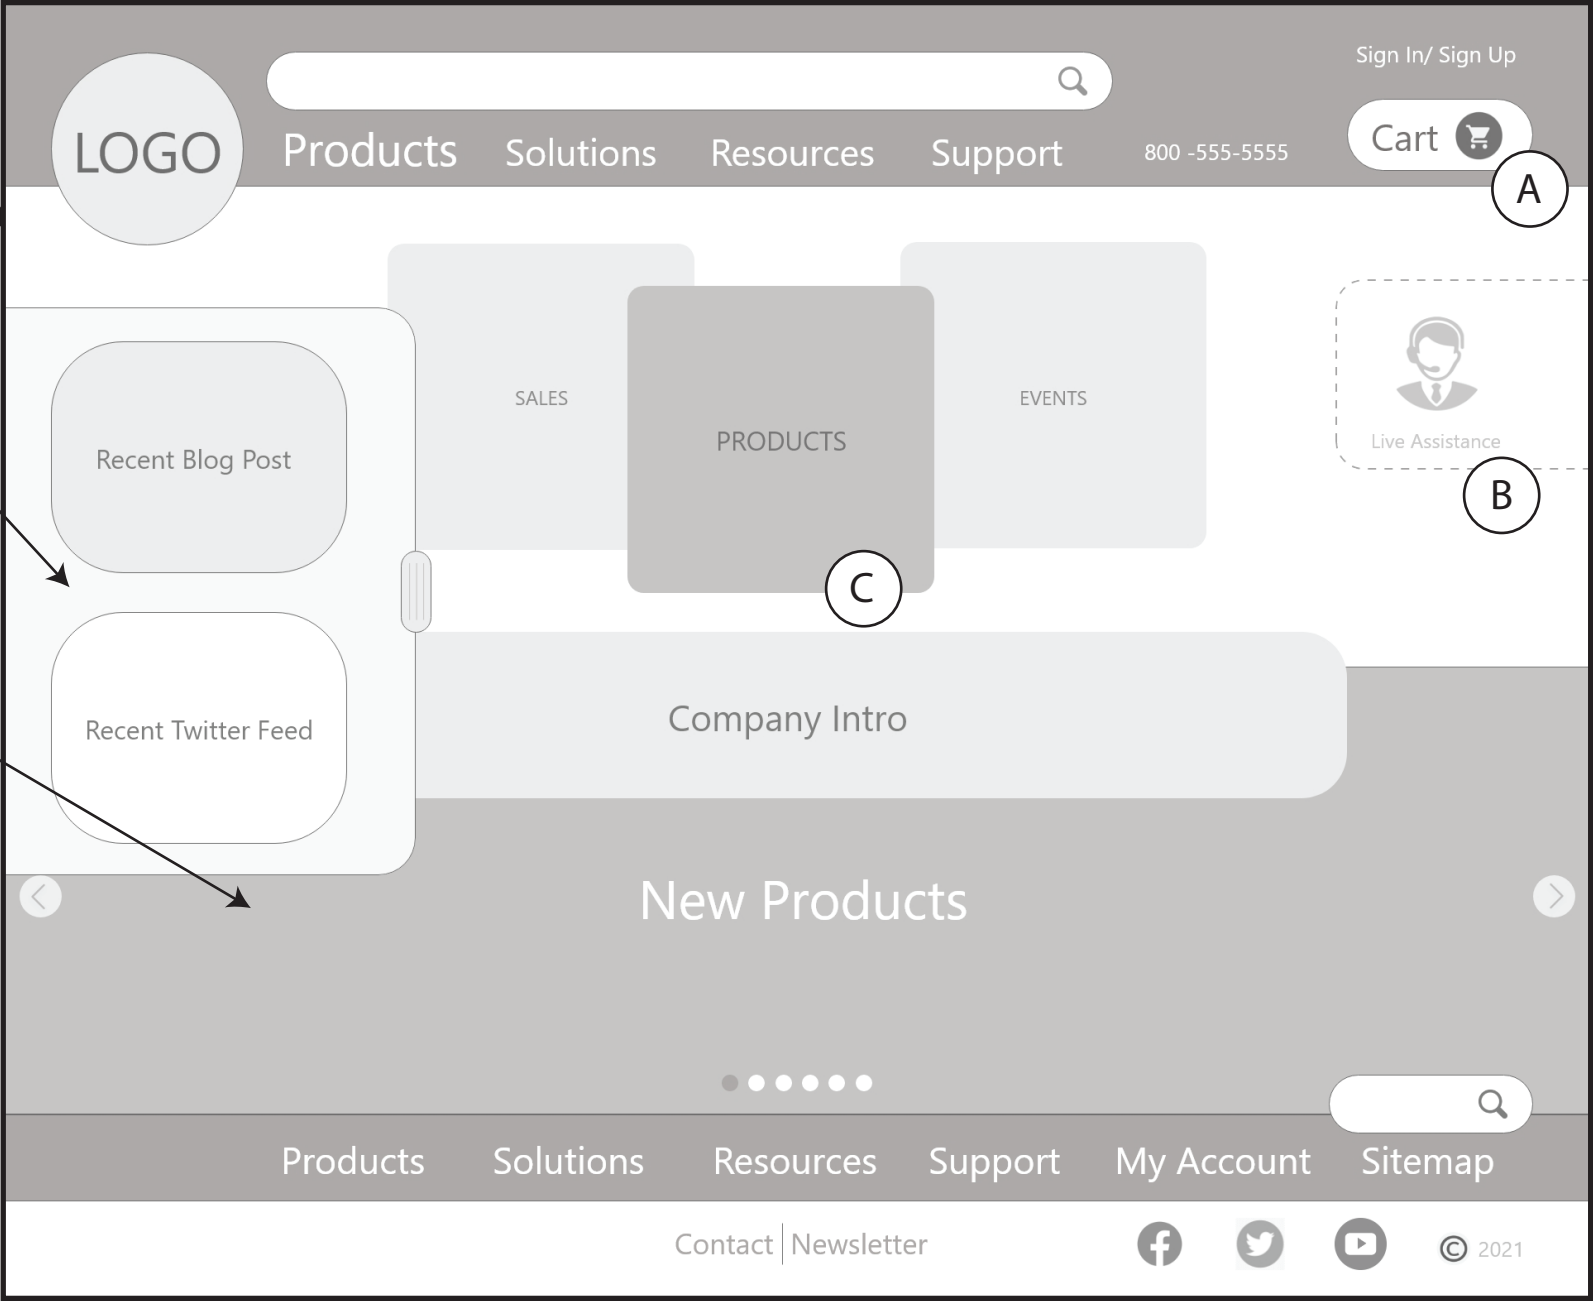 Sign In/ Sign Up
LOGO
Products Solutions Resources Support 800 -555-5555 Cart
A
SALES PRODUCTS EVENTS
Live Assistance
B
C
Recent Blog Post
Recent Twitter Feed
Company Intro
New Products
Products Solutions Resources Support My Account Sitemap
Contact | Newsletter © 2021